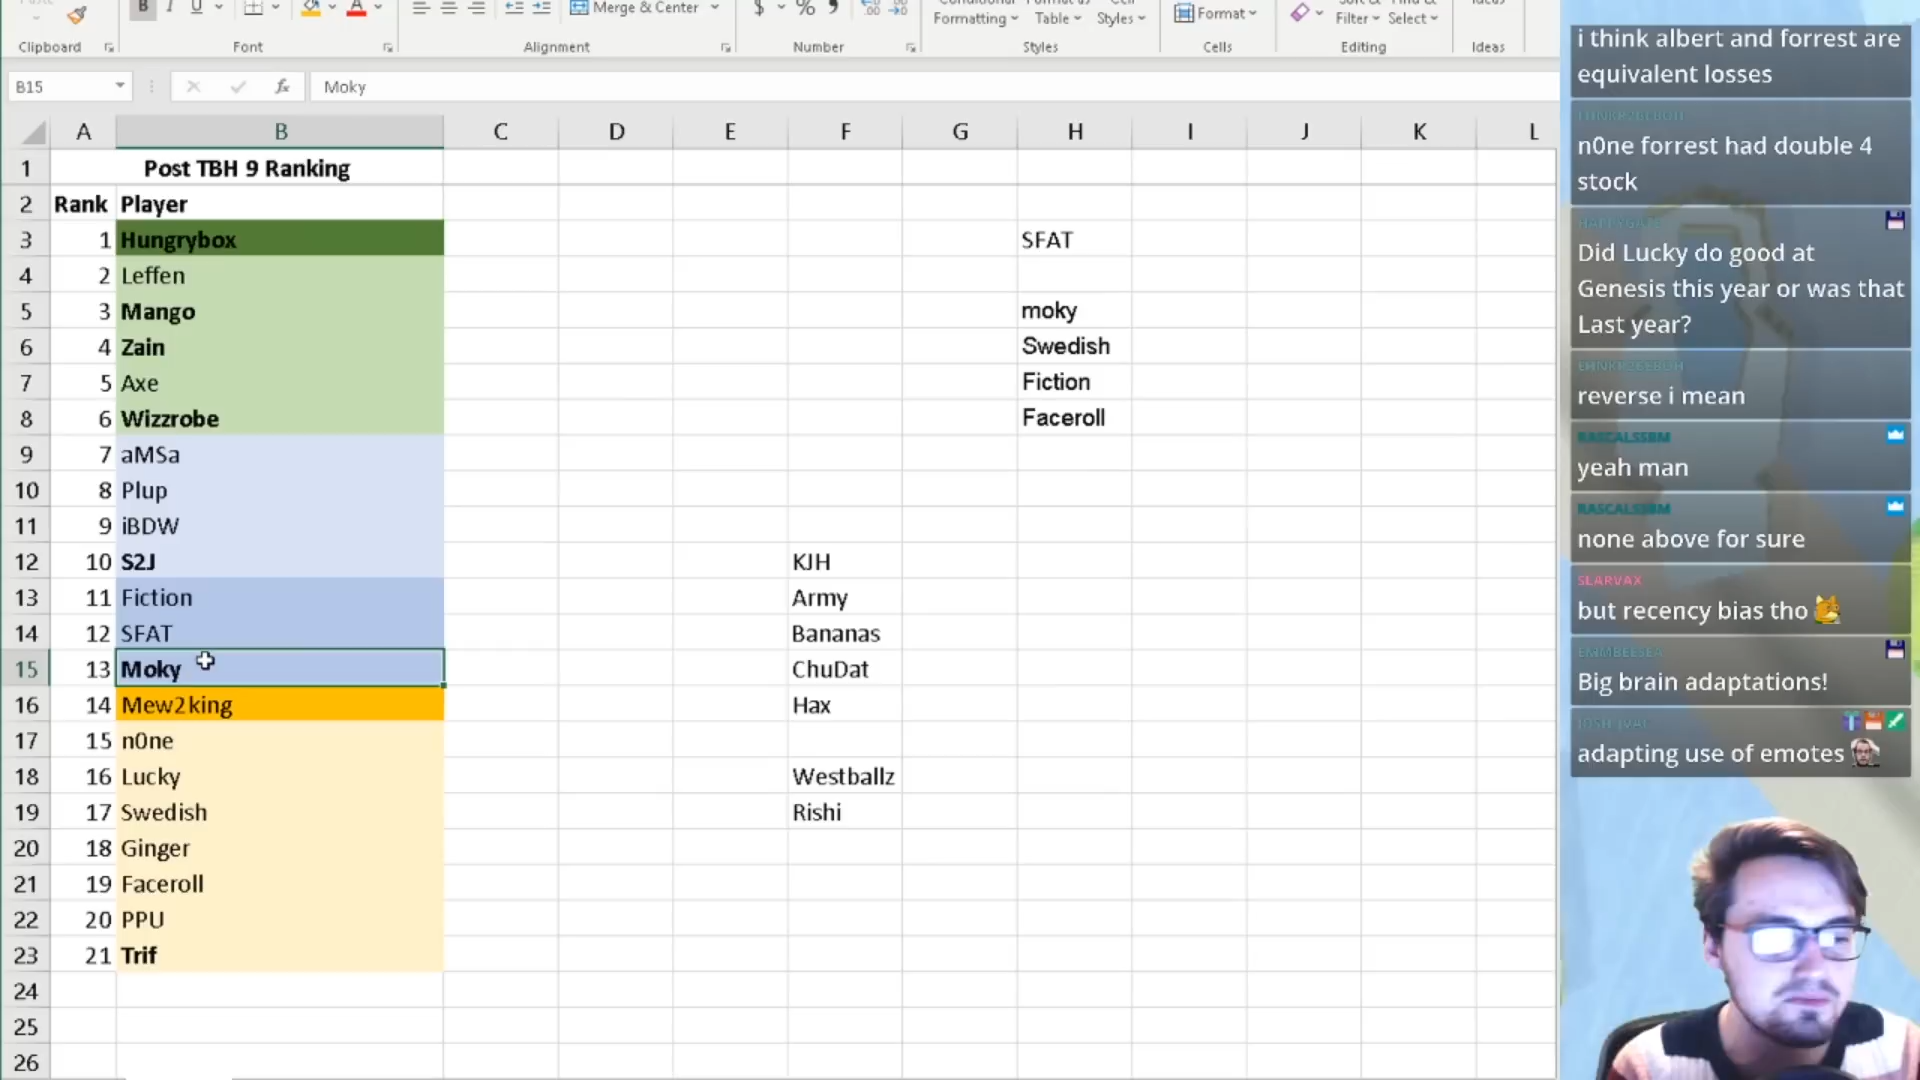 Clipboard
Font
Alignment
Number
Styles
Cells
Editing
Ideas
Merge & Center
Formatting
Table
Styles
Format
Filter
Select
B15
fx
Moky
A B C D E F G H I J K L
1 Post TBH 9 Ranking
2 Rank Player
3 1 Hungrybox SFAT
4 2 Leffen
5 3 Mango moky
6 4 Zain Swedish
7 5 Axe Fiction
8 6 Wizzrobe Faceroll
9 7 aMSa
10 8 Plup
11 9 iBDW
12 10 S2J KJH
13 11 Fiction Army
14 12 SFAT Bananas
15 13 Moky ChuDat
16 14 Mew2king Hax
17 15 n0ne
18 16 Lucky Westballz
19 17 Swedish Rishi
20 18 Ginger
21 19 Faceroll
22 20 PPU
23 21 Trif
24
25
26
i think albert and forrest are
equivalent losses
n0ne forrest had double 4
stock
Did Lucky do good at
Genesis this year or was that
Last year?
reverse i mean
RASCALSSBM
yeah man
RASCALSSBM
none above for sure
SLARVAX
but recency bias tho
Big brain adaptations!
adapting use of emotes